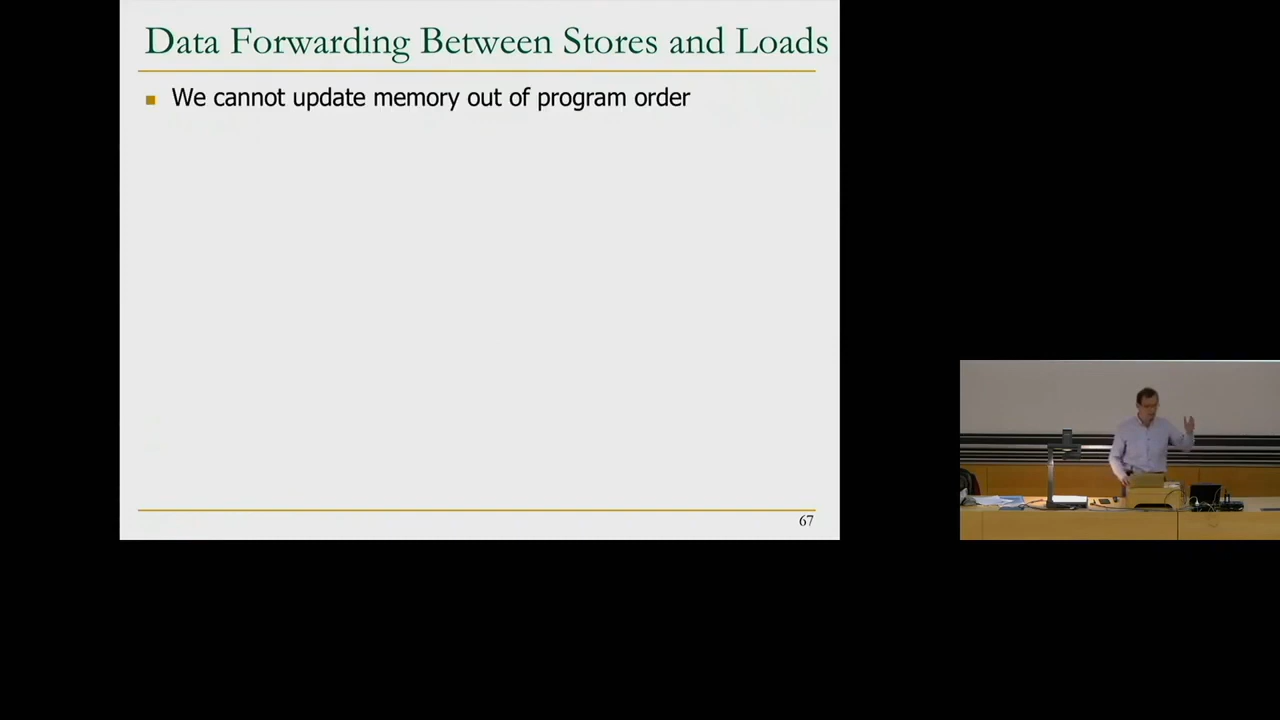 Data Forwarding Between Stores and Loads
We cannot update memory out of program order
67